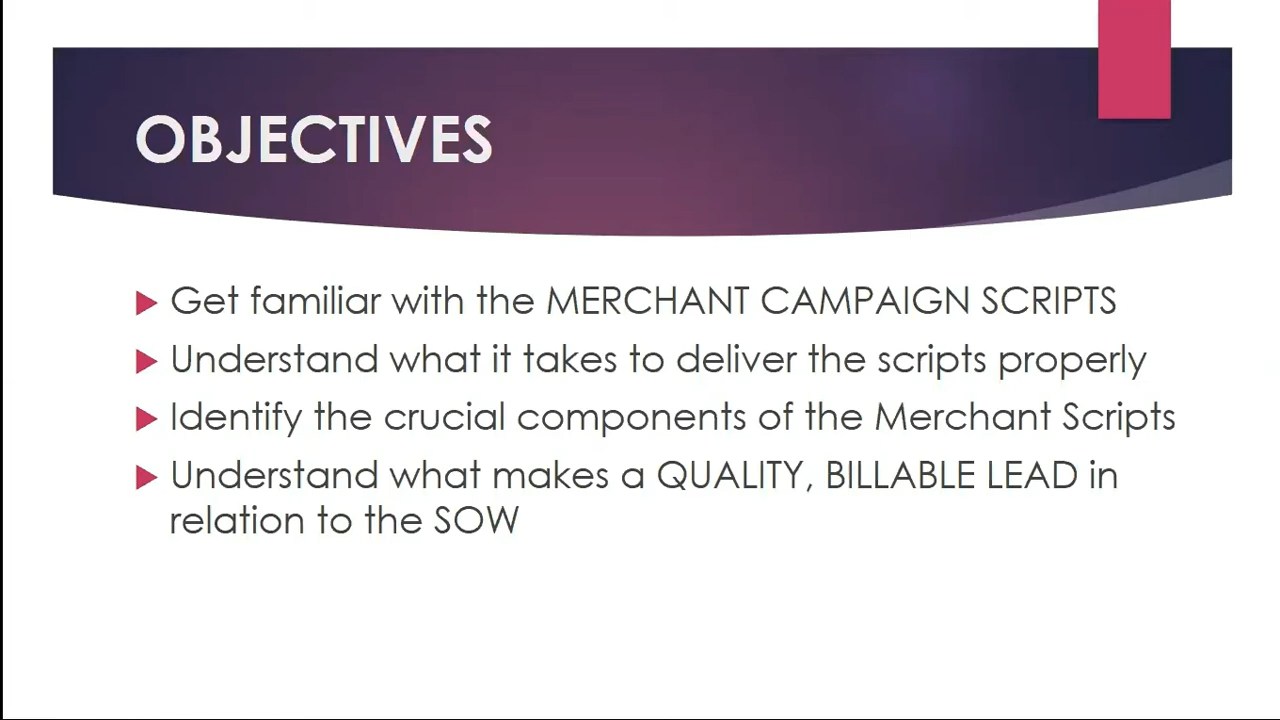 OBJECTIVES
Get familiar with the MERCHANT CAMPAIGN SCRIPTS
Understand what it takes to deliver the scripts properly
Identify the crucial components of the Merchant Scripts
Understand what makes a QUALITY, BILLABLE LEAD in
relation to the SOW